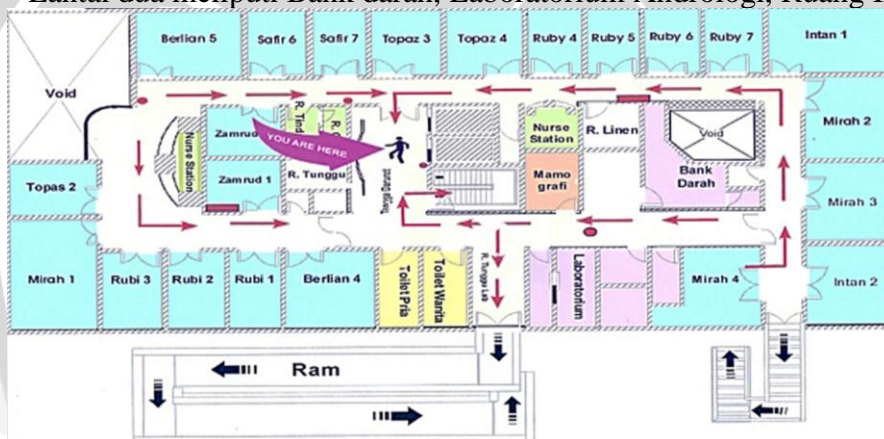 Lantai dua meliputi Bank darah, Laboratorium Andrologi, Ruang
Berlian 5
Safir 6
Safir 7
Topaz 3
Topaz 4
Ruby 4
Ruby 5
Ruby 6
Ruby 7
Intan 1
Void
Nurse Station
Zamrud
R. Tind
YOU ARE HERE
Zamrud 1
R. Tunggu
Nurse Station
R. Linen
Void
Mirah 2
Mamo grafi
Bank Darah
Topas 2
Mirah 3
Mirah 1
Rubi 3
Rubi 2
Rubi 1
Berlian 4
Toilet Pria
Toilet Wanita
R. Tunggu Lab
Laboratorium
Mirah 4
Intan 2
Ram